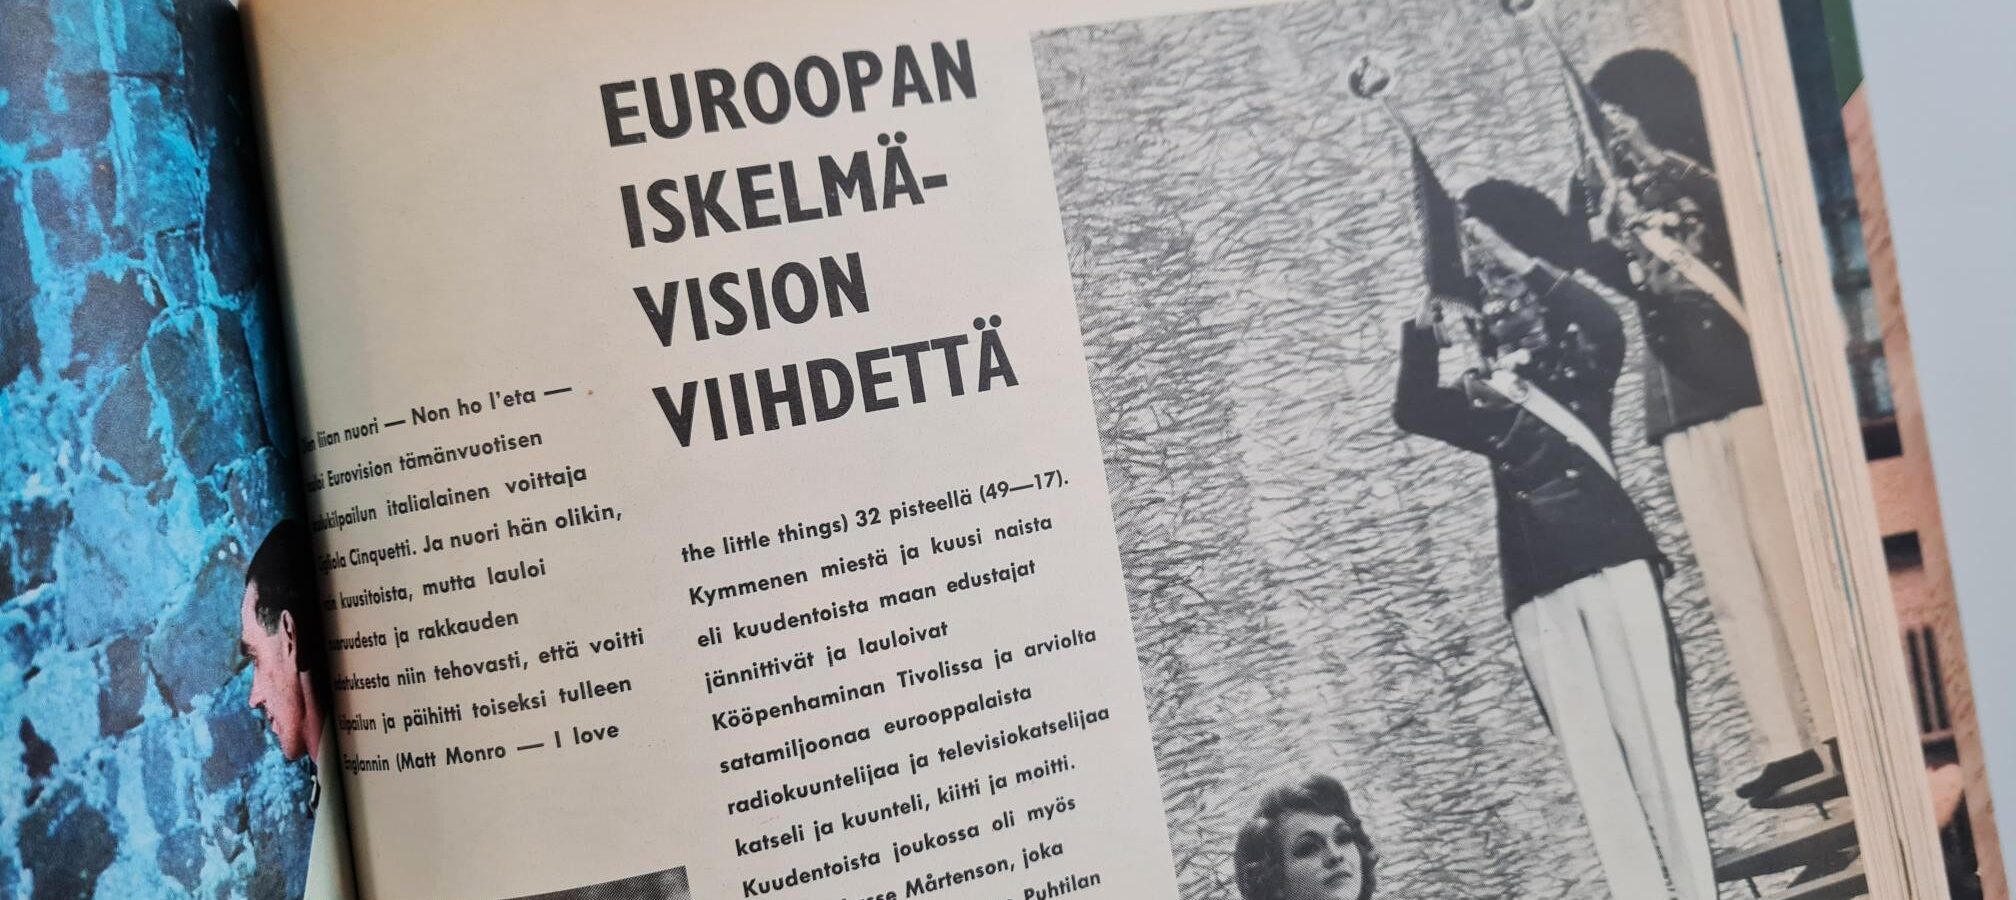 EUROOPAN
ISKELMÄ-
VISION
VIIHDETTÄ
liian nuori — Non ho l'eta —
Eurovision tämänvuotisen
italialainen voittaja
Cinquetti. Ja nuori hän olikin,
kuusitoista, mutta lauloi
ja rakkauden
niin tehovasti, että voitti
ja päihitti toiseksi tulleen
Englannin (Matt Monro — I love
the little things) 32 pisteellä (49—17).
Kymmenen miestä ja kuusi naista
eli kuudentoista maan edustajat
jännittivät ja lauloivat
Kööpenhaminan Tivolissa ja arviolta
satamiljoonaa eurooppalaista
radiokuuntelijaa ja televisiokatselijaa
katseli ja kuunteli, kiitti ja moitti.
Kuudentoista joukossa oli myös
Mårtenson, joka
Puhtilan